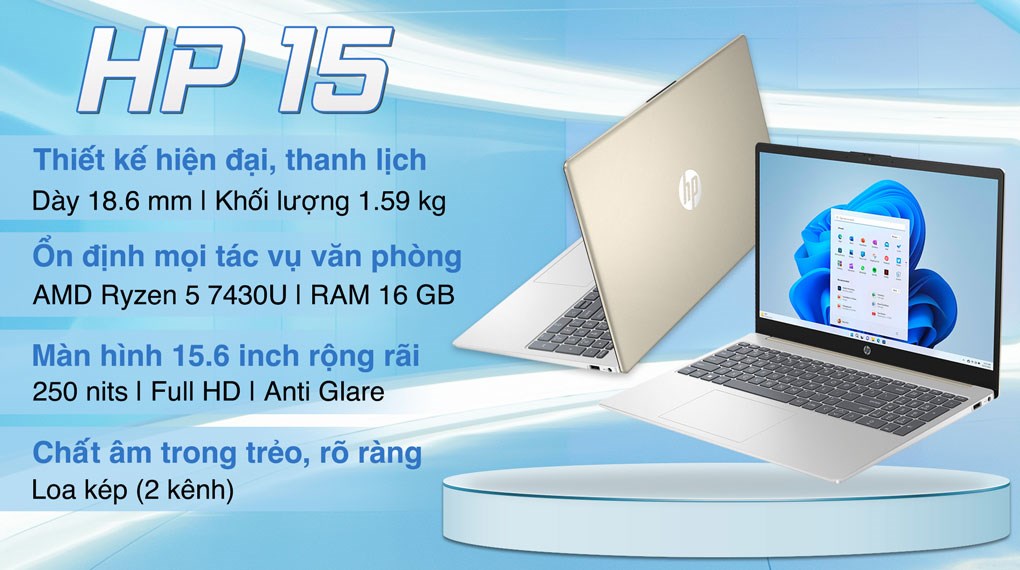 HP 15
Thiết kế hiện đại, thanh lịch
Dày 18.6 mm | Khối lượng 1.59 kg
Ổn định mọi tác vụ văn phòng
AMD Ryzen 5 7430U | RAM 16 GB
Màn hình 15.6 inch rộng rãi
250 nits | Full HD | Anti Glare
Chất âm trong trẻo, rõ ràng
Loa kép (2 kênh)
hp
hp